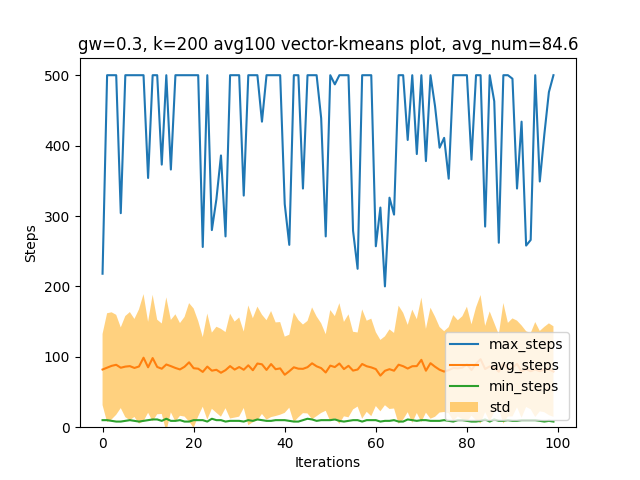 gw=0.3, k=200 avg100 vector-kmeans plot, avg_num=84.6
500
400
300
200
100
0
Steps
0 20 40 60 80 100
Iterations
max_steps
avg_steps
min_steps
std